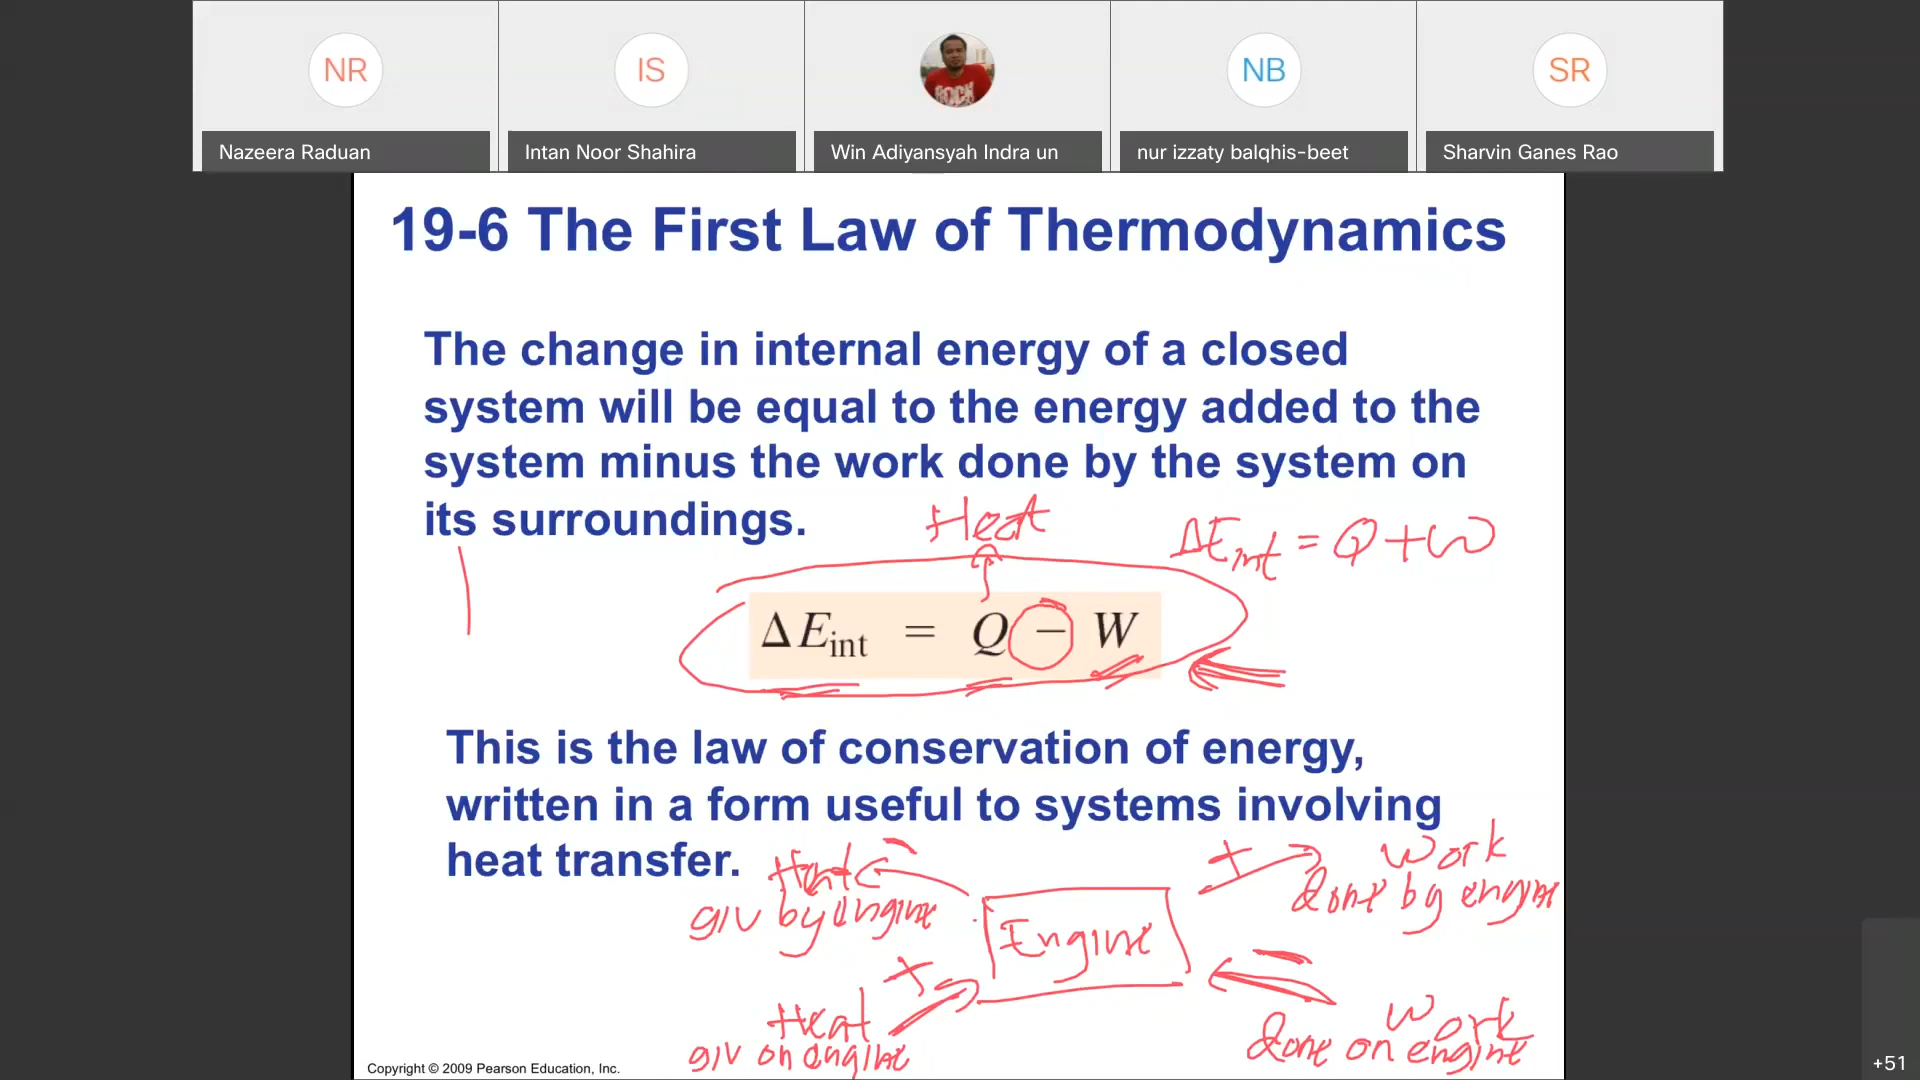 NR
IS
NB
SR
ROCK
Nazeera Raduan
Intan Noor Shahira
Win Adiyansyah Indra un
nur izzaty balqhis-beet
Sharvin Ganes Rao
19-6 The First Law of Thermodynamics
The change in internal energy of a closed
system will be equal to the energy added to the
system minus the work done by the system on
its surroundings.
Heat
ΔE_int = Q + W
ΔE_int = Q − W
This is the law of conservation of energy,
written in a form useful to systems involving
heat transfer.
Heat
−
giv by engine
+
Work
done by engine
Engine
+
Heat
giv on engine
−
Work
done on engine
Copyright © 2009 Pearson Education, Inc.
+51